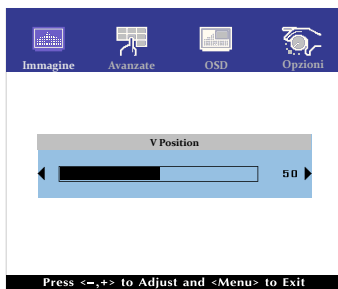 Immagine Avanzate OSD Opzioni
V Position
50
Press <–,+> to Adjust and <Menu> to Exit